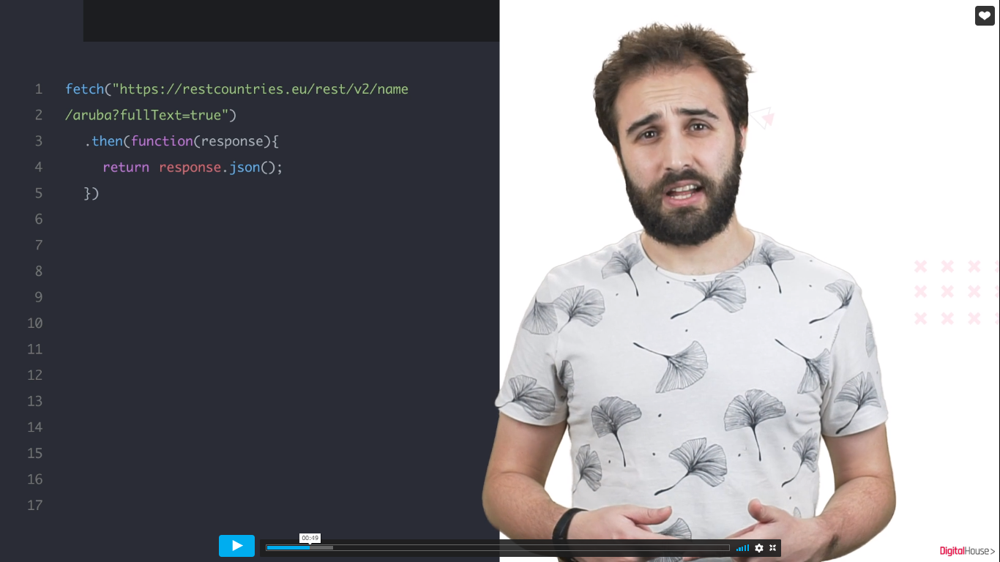 1 fetch("https://restcountries.eu/rest/v2/name
2 /aruba?fullText=true")
3 .then(function(response){
4 return response.json();
5 })
6
7
8
9
10
11
12
13
14
15
16
17
00:49
DigitalHouse>